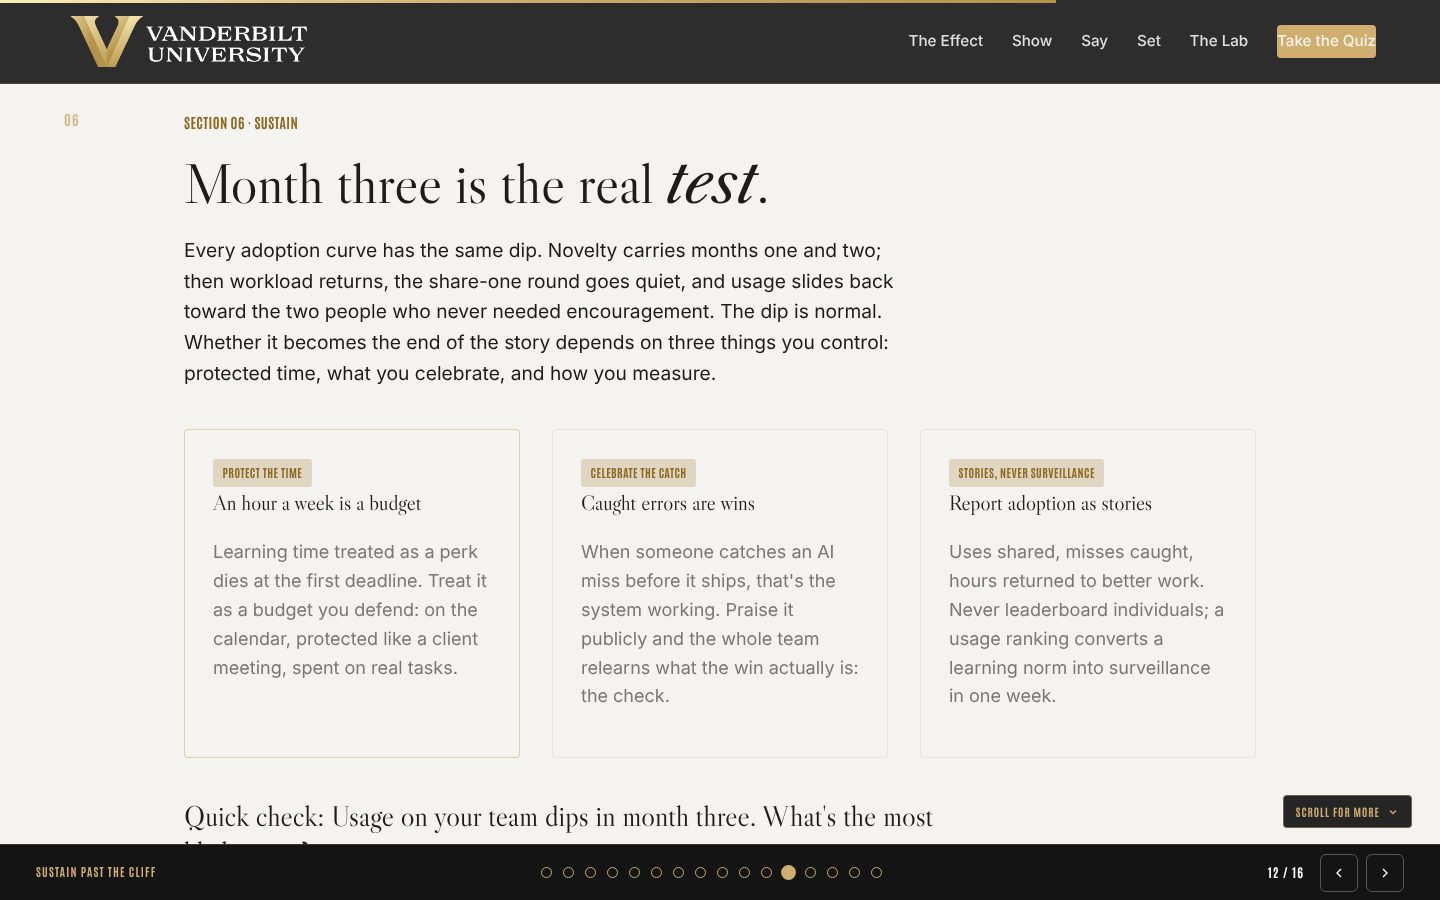 VANDERBILT
UNIVERSITY
The Effect
Show
Say
Set
The Lab
Take the Quiz
06
SECTION 06 · SUSTAIN
Month three is the real test.
Every adoption curve has the same dip. Novelty carries months one and two;
then workload returns, the share-one round goes quiet, and usage slides back
toward the two people who never needed encouragement. The dip is normal.
Whether it becomes the end of the story depends on three things you control:
protected time, what you celebrate, and how you measure.
PROTECT THE TIME
An hour a week is a budget
Learning time treated as a perk
dies at the first deadline. Treat it
as a budget you defend: on the
calendar, protected like a client
meeting, spent on real tasks.
CELEBRATE THE CATCH
Caught errors are wins
When someone catches an AI
miss before it ships, that's the
system working. Praise it
publicly and the whole team
relearns what the win actually is:
the check.
STORIES, NEVER SURVEILLANCE
Report adoption as stories
Uses shared, misses caught,
hours returned to better work.
Never leaderboard individuals; a
usage ranking converts a
learning norm into surveillance
in one week.
Quick check: Usage on your team dips in month three. What's the most
SCROLL FOR MORE
SUSTAIN PAST THE CLIFF
12 / 16